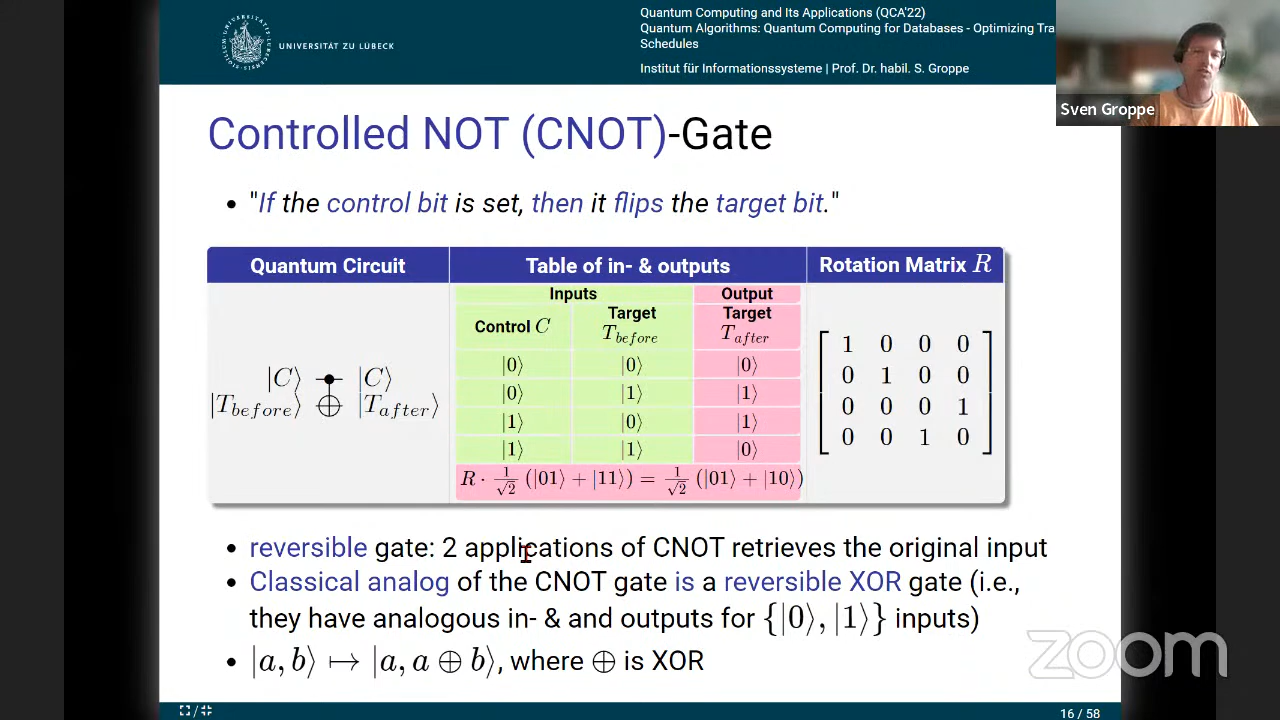 UNIVERSITÄT ZU LÜBECK
Quantum Computing and Its Applications (QCA'22)
Quantum Algorithms: Quantum Computing for Databases - Optimizing Tra
Schedules
Institut für Informationssysteme | Prof. Dr. habil. S. Groppe
Sven Groppe
Controlled NOT (CNOT)-Gate
• "If the control bit is set, then it flips the target bit."
Quantum Circuit Table of in- & outputs Rotation Matrix R
Inputs Output
Control C Target T_before Target T_after
|0⟩ |0⟩ |0⟩
|0⟩ |1⟩ |1⟩
|1⟩ |0⟩ |1⟩
|1⟩ |1⟩ |0⟩
R · 1/√2 (|01⟩ + |11⟩) = 1/√2 (|01⟩ + |10⟩)
|C⟩ |C⟩
|T_before⟩ ⊕ |T_after⟩
1 0 0 0
0 1 0 0
0 0 0 1
0 0 1 0
• reversible gate: 2 applications of CNOT retrieves the original input
• Classical analog of the CNOT gate is a reversible XOR gate (i.e.,
they have analogous in- & and outputs for {|0⟩, |1⟩} inputs)
• |a, b⟩ ↦ |a, a ⊕ b⟩, where ⊕ is XOR
zoom
16 / 58